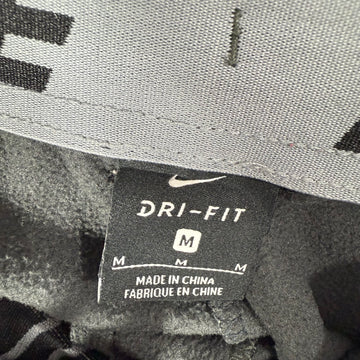 E
DRI-FIT
M
M M M
MADE IN CHINA
FABRIQUE EN CHINE